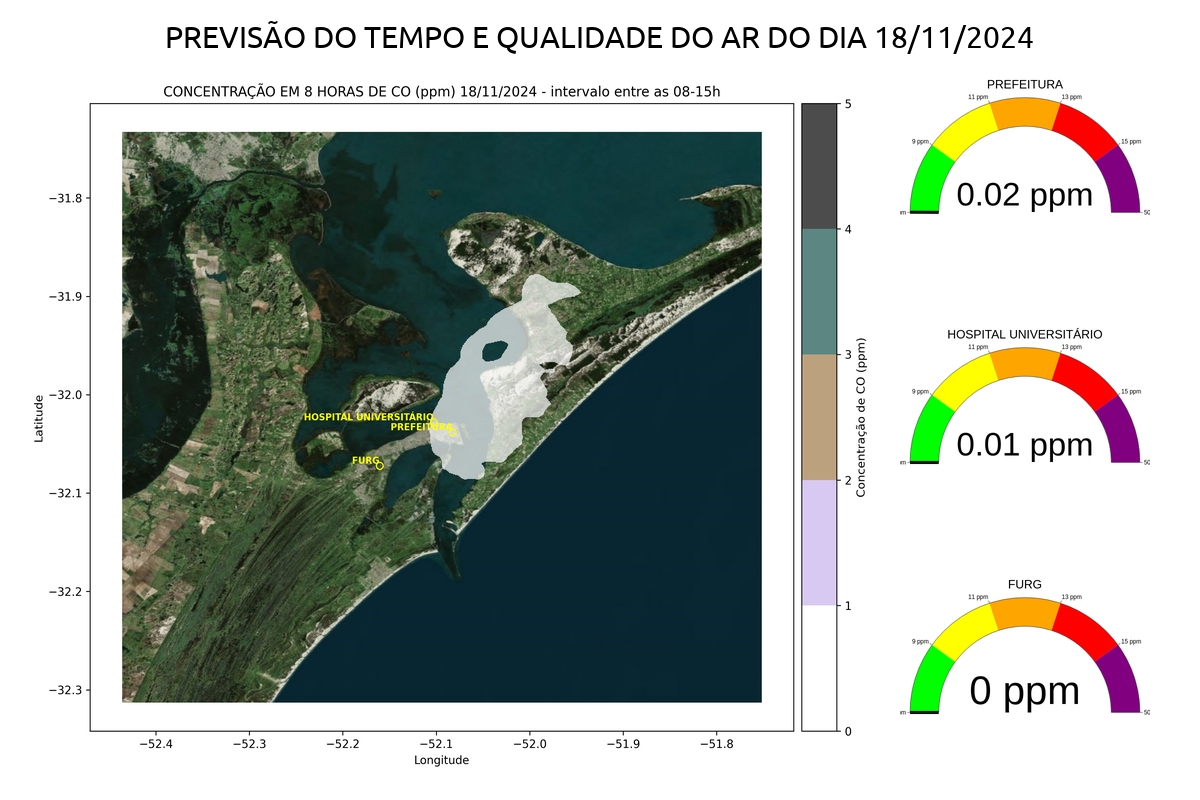 PREVISÃO DO TEMPO E QUALIDADE DO AR DO DIA 18/11/2024
CONCENTRAÇÃO EM 8 HORAS DE CO (ppm) 18/11/2024 - intervalo entre as 08-15h
−31.8
−31.9
−32.0
−32.1
−32.2
−32.3
Latitude
−52.4
−52.3
−52.2
−52.1
−52.0
−51.9
−51.8
Longitude
HOSPITAL UNIVERSITÁRIO
PREFEITURA
FURG
5
4
3
2
1
0
Concentração de CO (ppm)
PREFEITURA
9 ppm
11 ppm
13 ppm
15 ppm
0.02 ppm
HOSPITAL UNIVERSITÁRIO
9 ppm
11 ppm
13 ppm
15 ppm
0.01 ppm
FURG
9 ppm
11 ppm
13 ppm
15 ppm
0 ppm